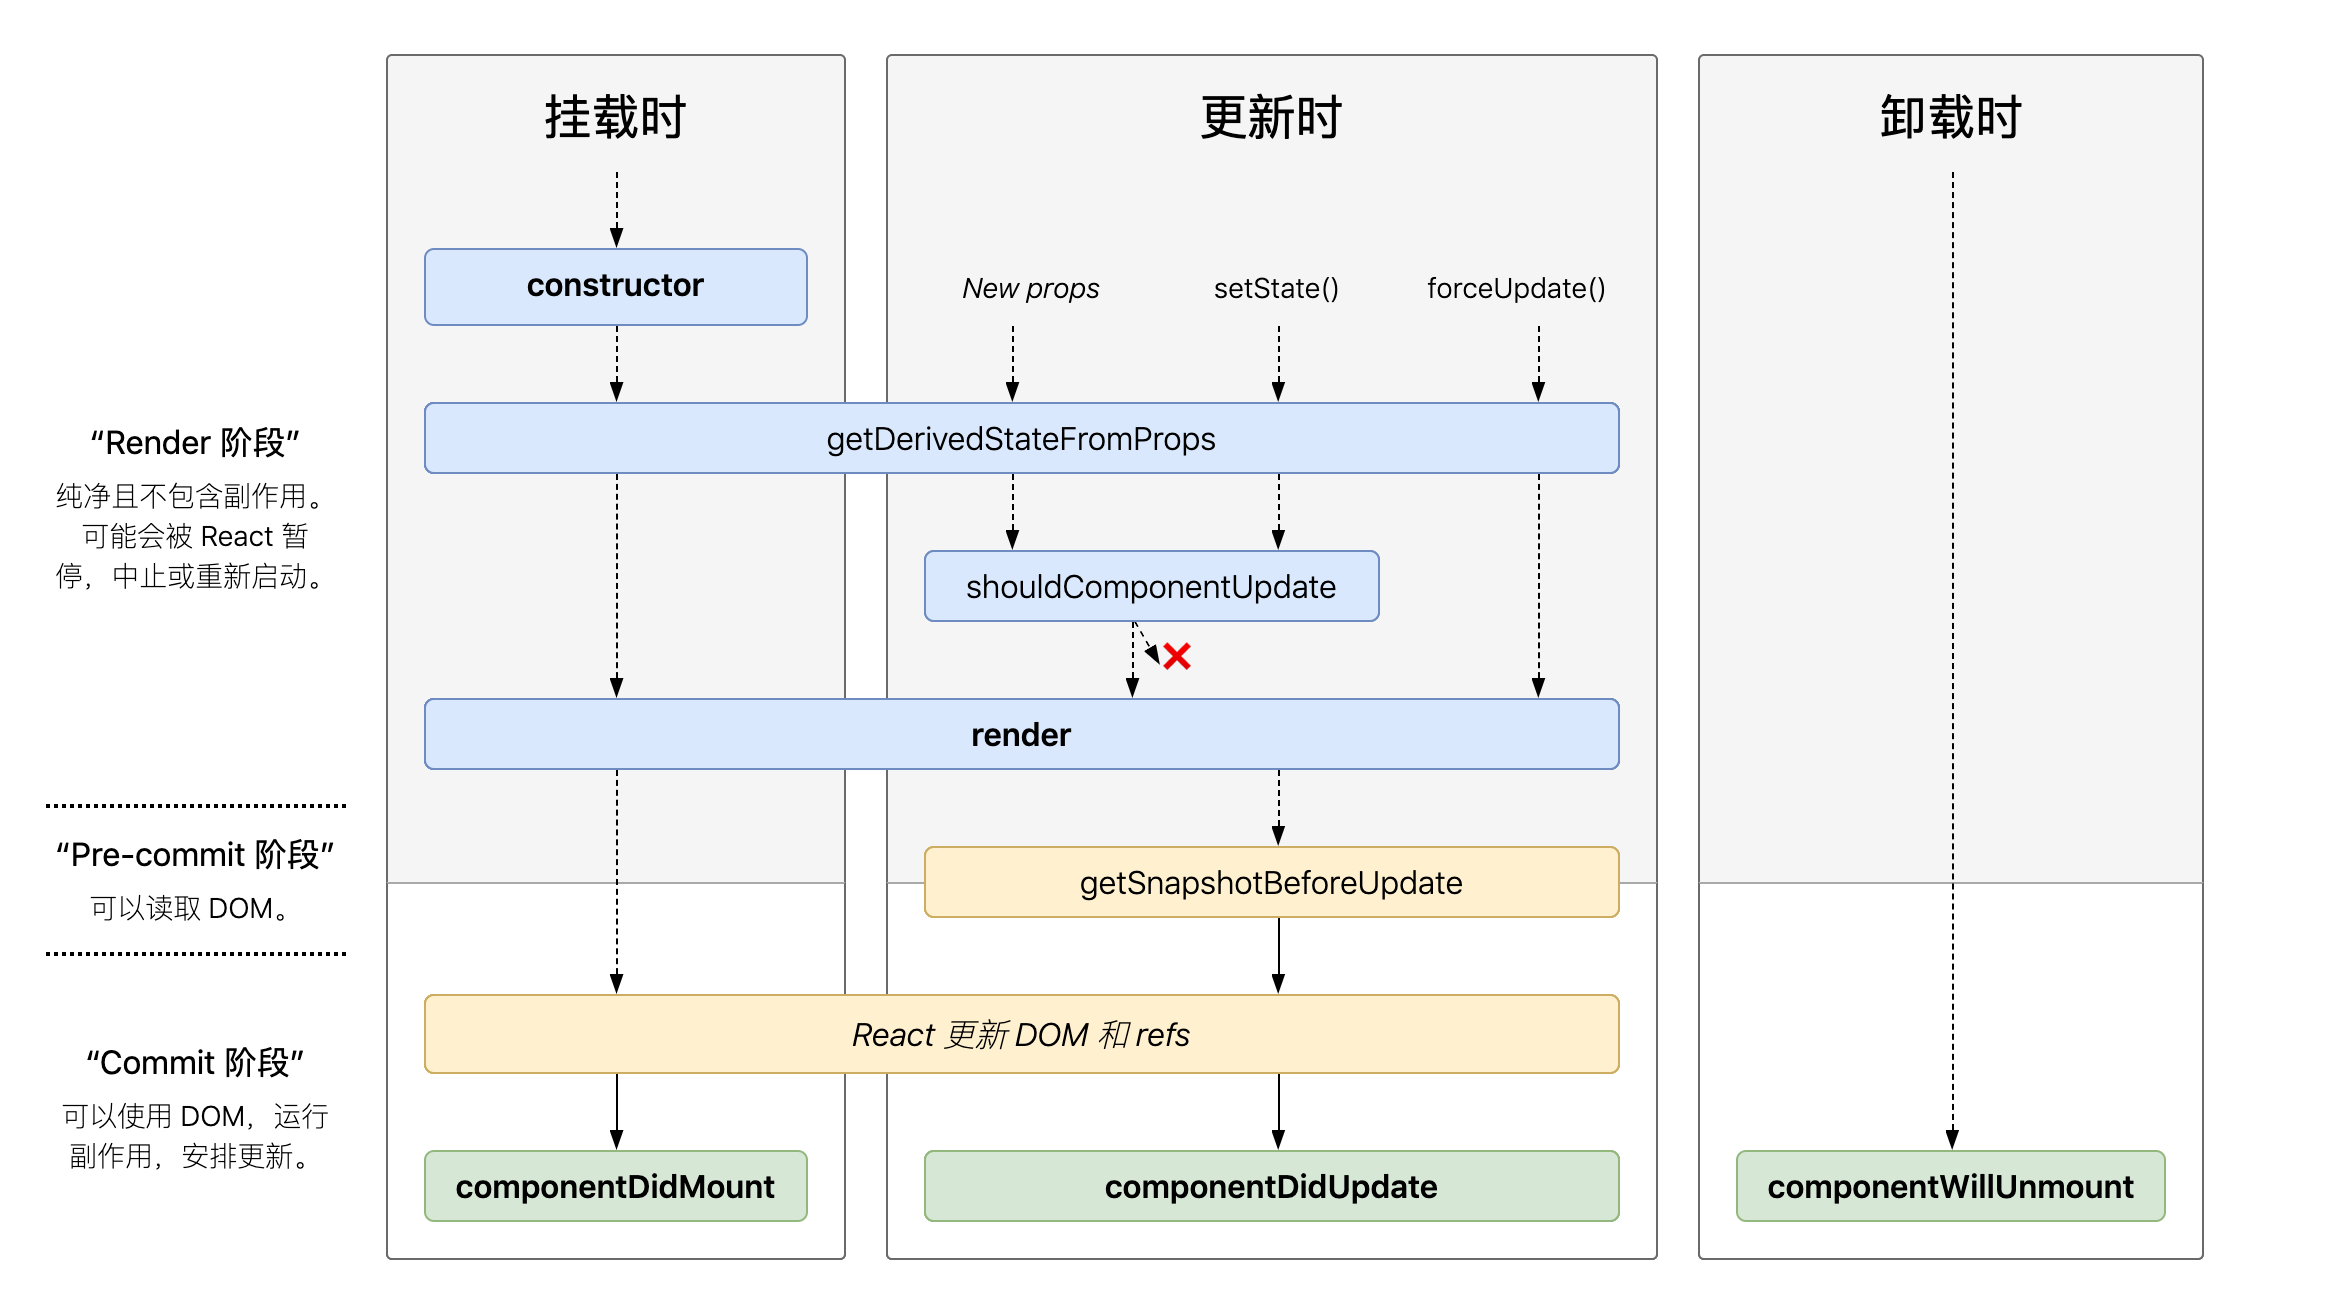 挂载时
更新时
卸载时
constructor
New props
setState()
forceUpdate()
getDerivedStateFromProps
shouldComponentUpdate
render
getSnapshotBeforeUpdate
React 更新 DOM 和 refs
componentDidMount
componentDidUpdate
componentWillUnmount
“Render 阶段”
纯净且不包含副作用。
可能会被 React 暂
停，中止或重新启动。
“Pre-commit 阶段”
可以读取 DOM。
“Commit 阶段”
可以使用 DOM，运行
副作用，安排更新。